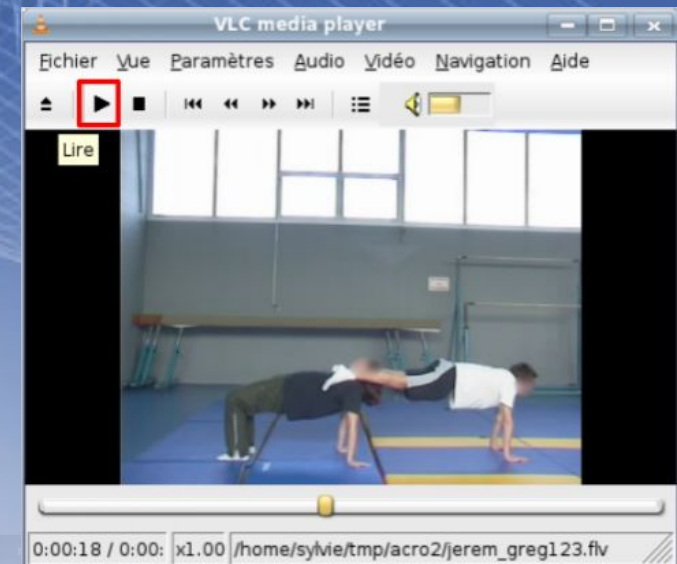 VLC media player
Fichier Vue Paramètres Audio Vidéo Navigation Aide
Lire
0:00:18 / 0:00: x1.00 /home/sylvie/tmp/acro2/jerem_greg123.flv